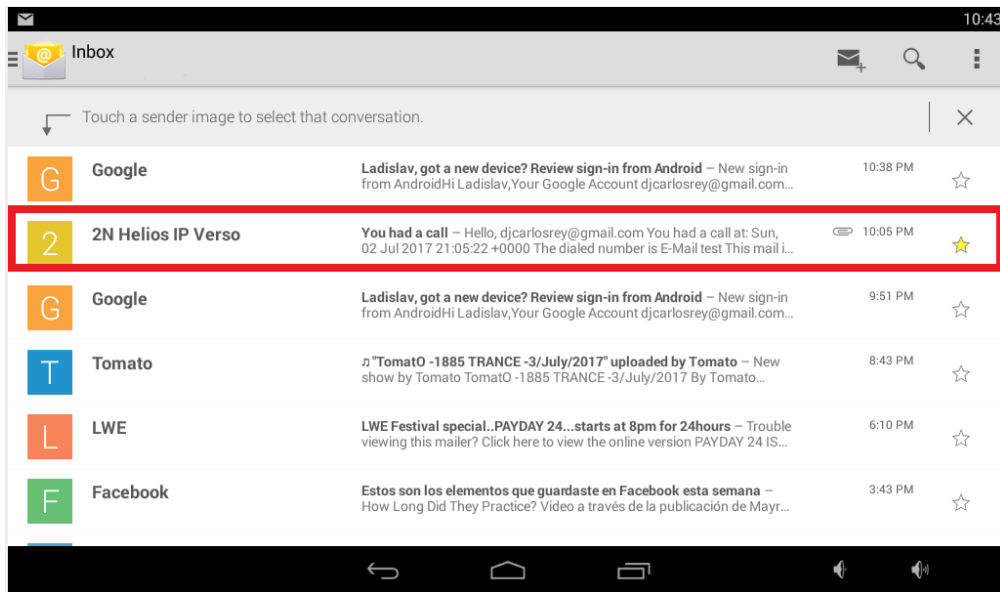 10:43
@
Inbox
Touch a sender image to select that conversation.
G
Google
Ladislav, got a new device? Review sign-in from Android – New sign-in
from AndroidHi Ladislav,Your Google Account djcarlosrey@gmail.com...
10:38 PM
2
2N Helios IP Verso
You had a call – Hello, djcarlosrey@gmail.com You had a call at: Sun,
02 Jul 2017 21:05:22 +0000 The dialed number is E-Mail test This mail i...
10:05 PM
G
Google
Ladislav, got a new device? Review sign-in from Android – New sign-in
from AndroidHi Ladislav,Your Google Account djcarlosrey@gmail.com...
9:51 PM
T
Tomato
♫"TomatO -1885 TRANCE -3/July/2017" uploaded by Tomato – New
show by Tomato TomatO -1885 TRANCE -3/July/2017 By Tomato...
8:43 PM
L
LWE
LWE Festival special..PAYDAY 24...starts at 8pm for 24hours – Trouble
viewing this mailer? Click here to view the online version PAYDAY 24 IS...
6:10 PM
F
Facebook
Estos son los elementos que guardaste en Facebook esta semana –
How Long Did They Practice? Video a través de la publicación de Mayr...
3:43 PM